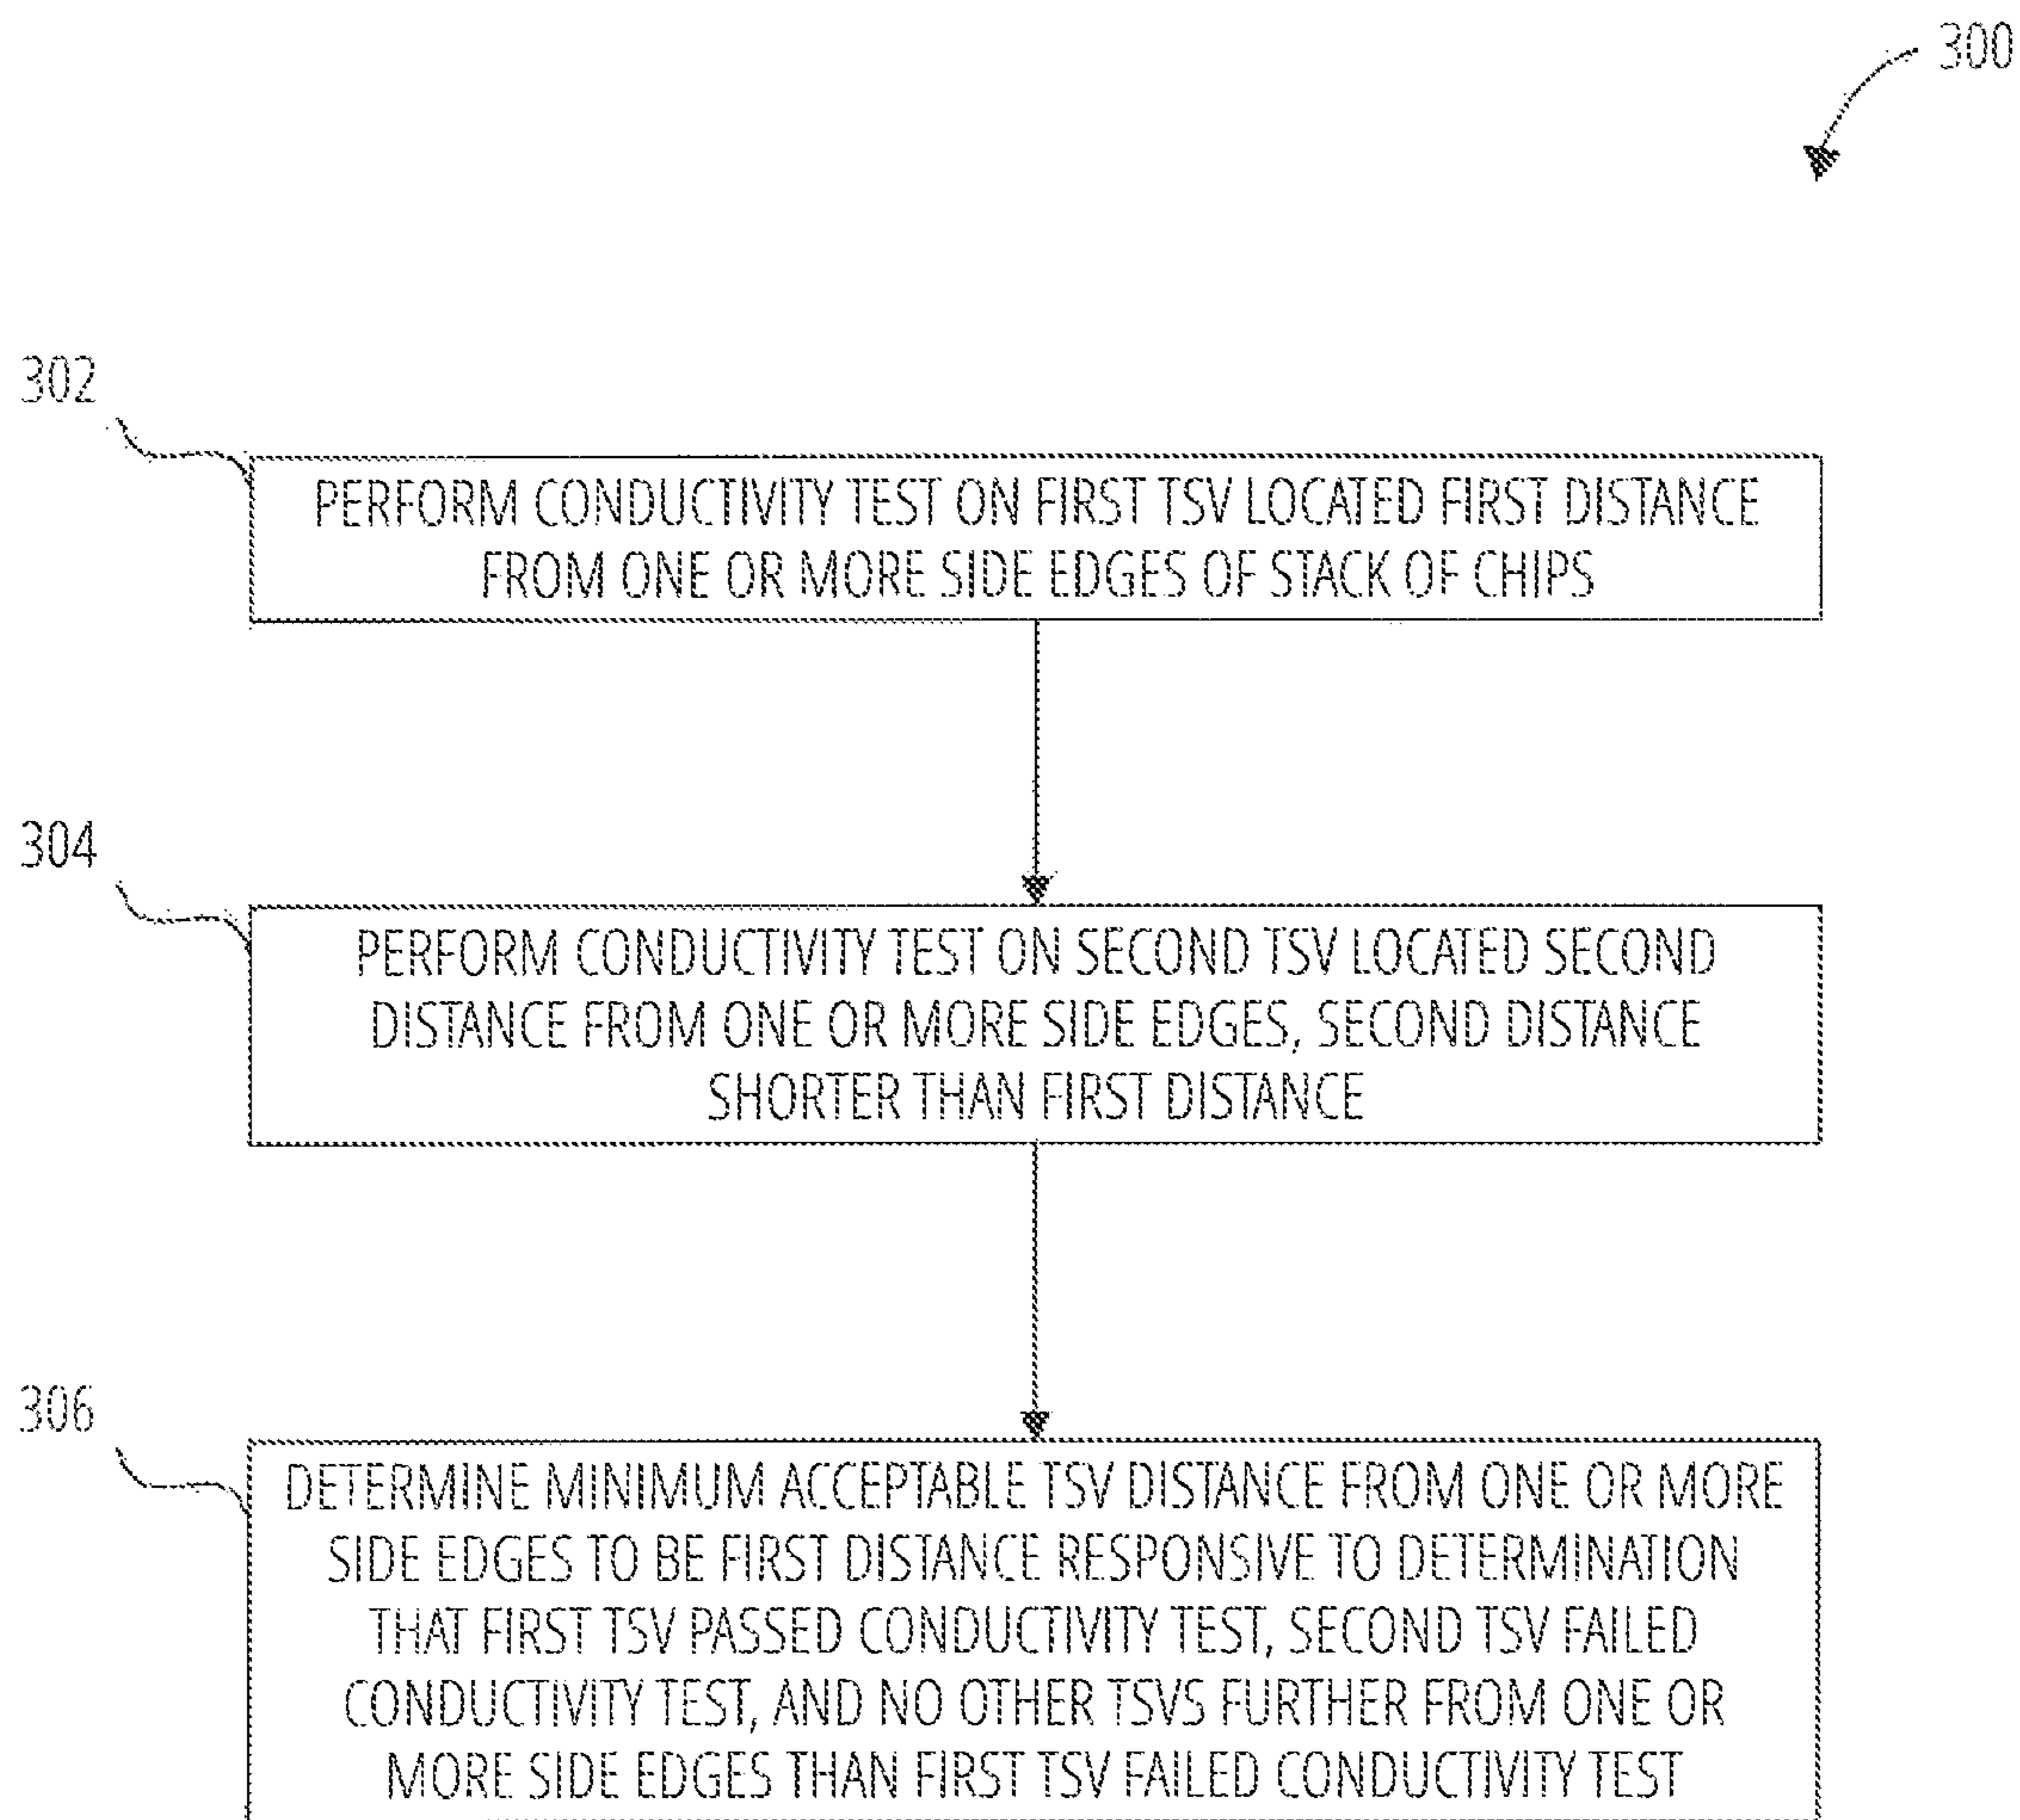 300
302
PERFORM CONDUCTIVITY TEST ON FIRST TSV LOCATED FIRST DISTANCE
FROM ONE OR MORE SIDE EDGES OF STACK OF CHIPS
304
PERFORM CONDUCTIVITY TEST ON SECOND TSV LOCATED SECOND
DISTANCE FROM ONE OR MORE SIDE EDGES, SECOND DISTANCE
SHORTER THAN FIRST DISTANCE
306
DETERMINE MINIMUM ACCEPTABLE TSV DISTANCE FROM ONE OR MORE
SIDE EDGES TO BE FIRST DISTANCE RESPONSIVE TO DETERMINATION
THAT FIRST TSV PASSED CONDUCTIVITY TEST, SECOND TSV FAILED
CONDUCTIVITY TEST, AND NO OTHER TSVS FURTHER FROM ONE OR
MORE SIDE EDGES THAN FIRST TSV FAILED CONDUCTIVITY TEST